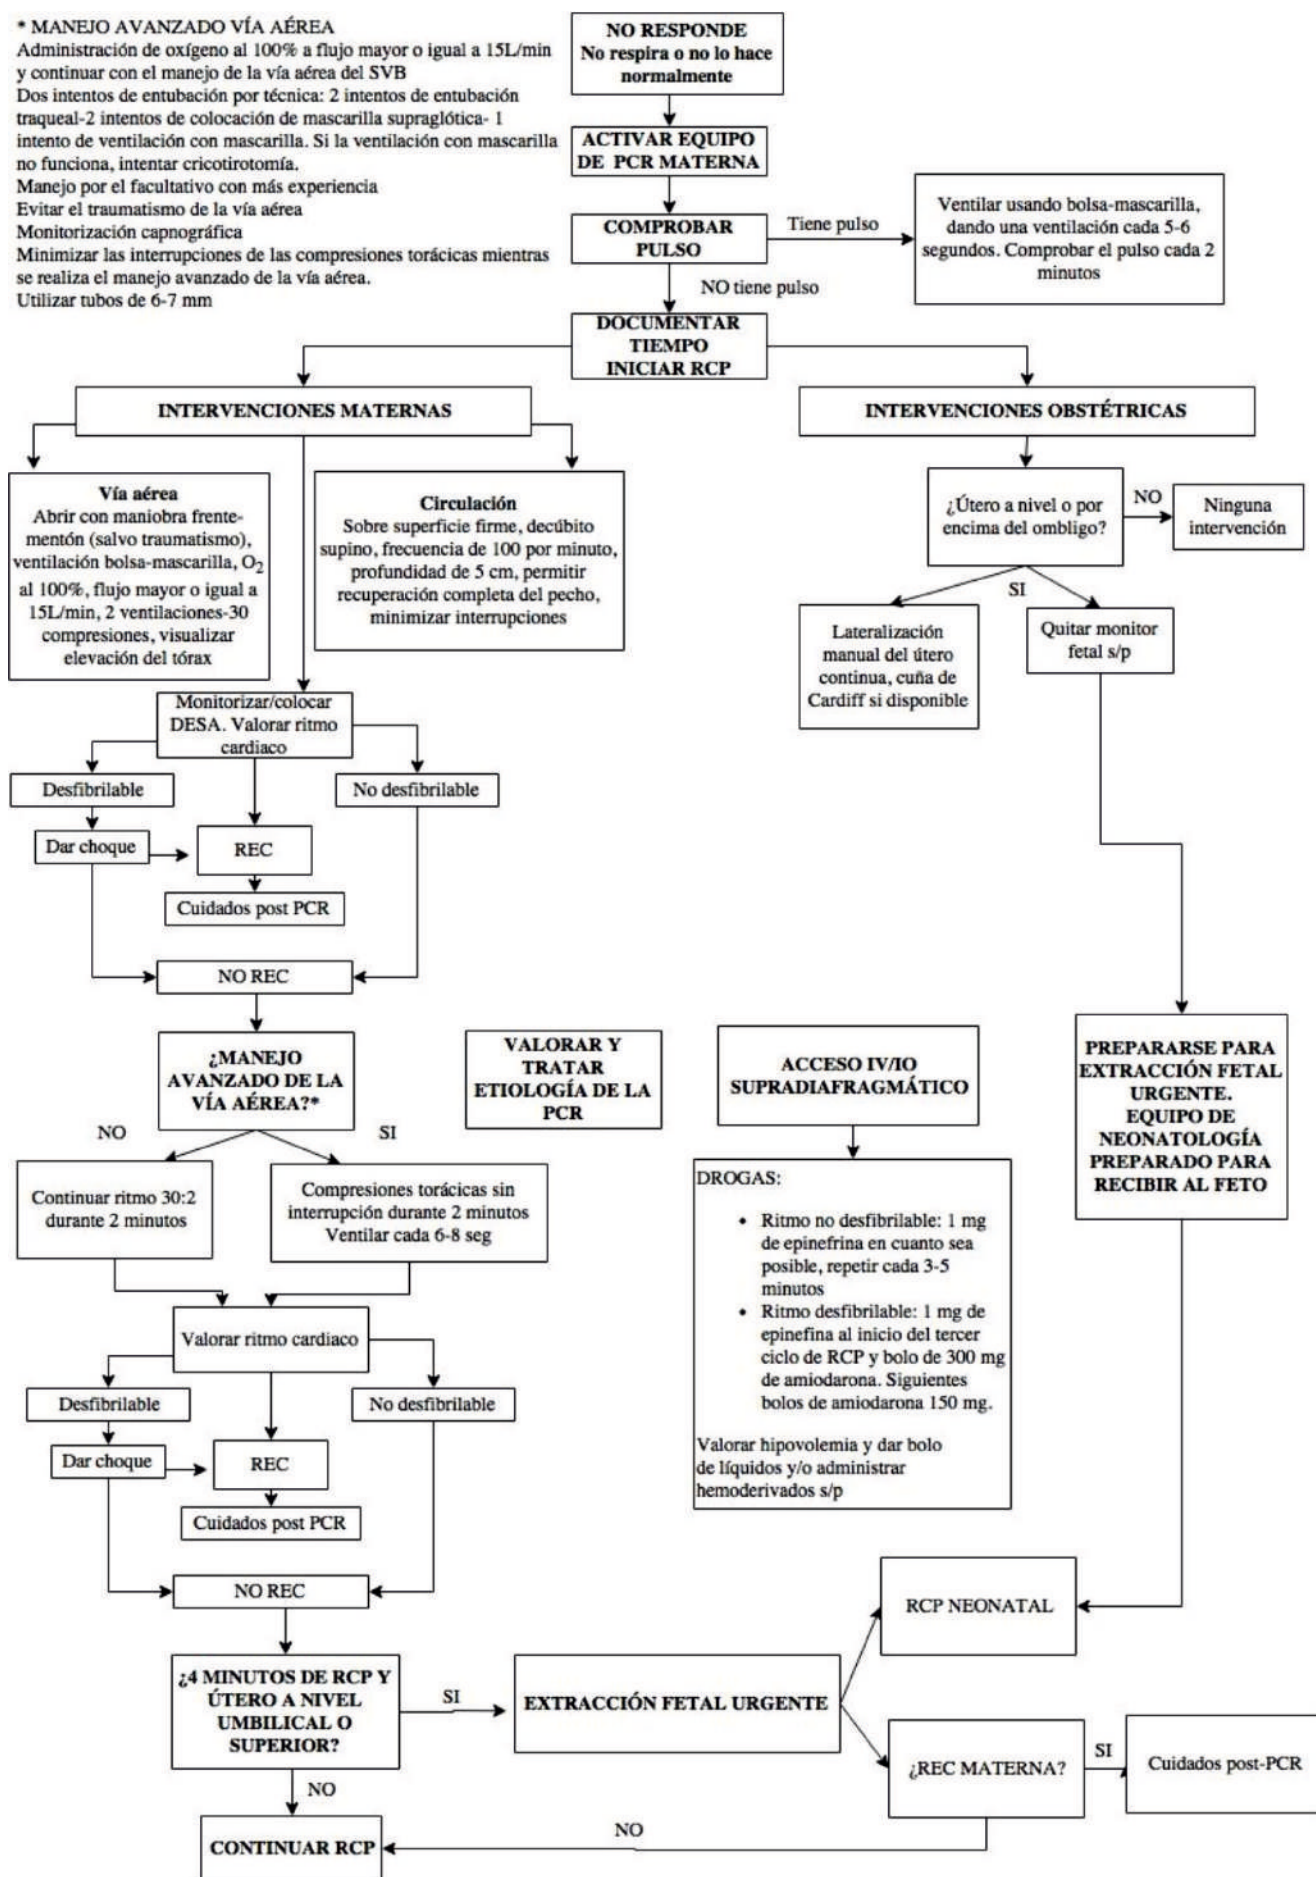 * MANEJO AVANZADO VÍA AÉREA
Administración de oxígeno al 100% a flujo mayor o igual a 15L/min
y continuar con el manejo de la vía aérea del SVB
Dos intentos de entubación por técnica: 2 intentos de entubación
traqueal-2 intentos de colocación de mascarilla supraglótica- 1
intento de ventilación con mascarilla. Si la ventilación con mascarilla
no funciona, intentar cricotirotomía.
Manejo por el facultativo con más experiencia
Evitar el traumatismo de la vía aérea
Monitorización capnográfica
Minimizar las interrupciones de las compresiones torácicas mientras
se realiza el manejo avanzado de la vía aérea.
Utilizar tubos de 6-7 mm
NO RESPONDE
No respira o no lo hace
normalmente
ACTIVAR EQUIPO
DE PCR MATERNA
COMPROBAR
PULSO
Tiene pulso
Ventilar usando bolsa-mascarilla,
dando una ventilación cada 5-6
segundos. Comprobar el pulso cada 2
minutos
NO tiene pulso
DOCUMENTAR
TIEMPO
INICIAR RCP
INTERVENCIONES MATERNAS
INTERVENCIONES OBSTÉTRICAS
Vía aérea
Abrir con maniobra frente-
mentón (salvo traumatismo),
ventilación bolsa-mascarilla, O2
al 100%, flujo mayor o igual a
15L/min, 2 ventilaciones-30
compresiones, visualizar
elevación del tórax
Circulación
Sobre superficie firme, decúbito
supino, frecuencia de 100 por minuto,
profundidad de 5 cm, permitir
recuperación completa del pecho,
minimizar interrupciones
¿Útero a nivel o por
encima del ombligo?
NO
Ninguna
intervención
SI
Lateralización
manual del útero
continua, cuña de
Cardiff si disponible
Quitar monitor
fetal s/p
Monitorizar/colocar
DESA. Valorar ritmo
cardiaco
Desfibrilable
No desfibrilable
Dar choque
REC
Cuidados post PCR
NO REC
¿MANEJO
AVANZADO DE LA
VÍA AÉREA?*
VALORAR Y
TRATAR
ETIOLOGÍA DE LA
PCR
ACCESO IV/IO
SUPRADIAFRAGMÁTICO
PREPARARSE PARA
EXTRACCIÓN FETAL
URGENTE.
EQUIPO DE
NEONATOLOGÍA
PREPARADO PARA
RECIBIR AL FETO
NO
SI
Continuar ritmo 30:2
durante 2 minutos
Compresiones torácicas sin
interrupción durante 2 minutos
Ventilar cada 6-8 seg
DROGAS:
• Ritmo no desfibrilable: 1 mg
de epinefrina en cuanto sea
posible, repetir cada 3-5
minutos
• Ritmo desfibrilable: 1 mg de
epinefina al inicio del tercer
ciclo de RCP y bolo de 300 mg
de amiodarona. Siguientes
bolos de amiodarona 150 mg.
Valorar hipovolemia y dar bolo
de líquidos y/o administrar
hemoderivados s/p
Valorar ritmo cardiaco
Desfibrilable
No desfibrilable
Dar choque
REC
Cuidados post PCR
NO REC
¿4 MINUTOS DE RCP Y
ÚTERO A NIVEL
UMBILICAL O
SUPERIOR?
SI
EXTRACCIÓN FETAL URGENTE
RCP NEONATAL
¿REC MATERNA?
SI
Cuidados post-PCR
NO
NO
CONTINUAR RCP